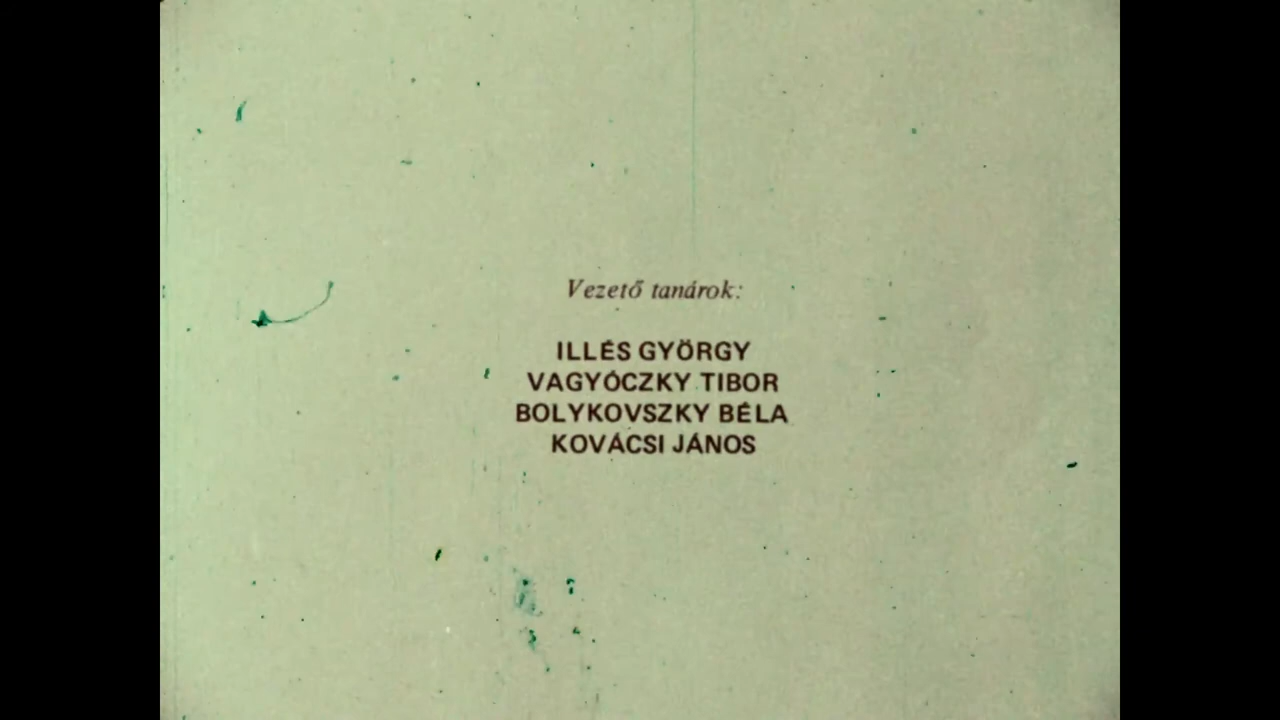 Vezető tanárok:
ILLÉS GYÖRGY
VAGYÓCZKY TIBOR
BOLYKOVSZKY BÉLA
KOVÁCSI JÁNOS